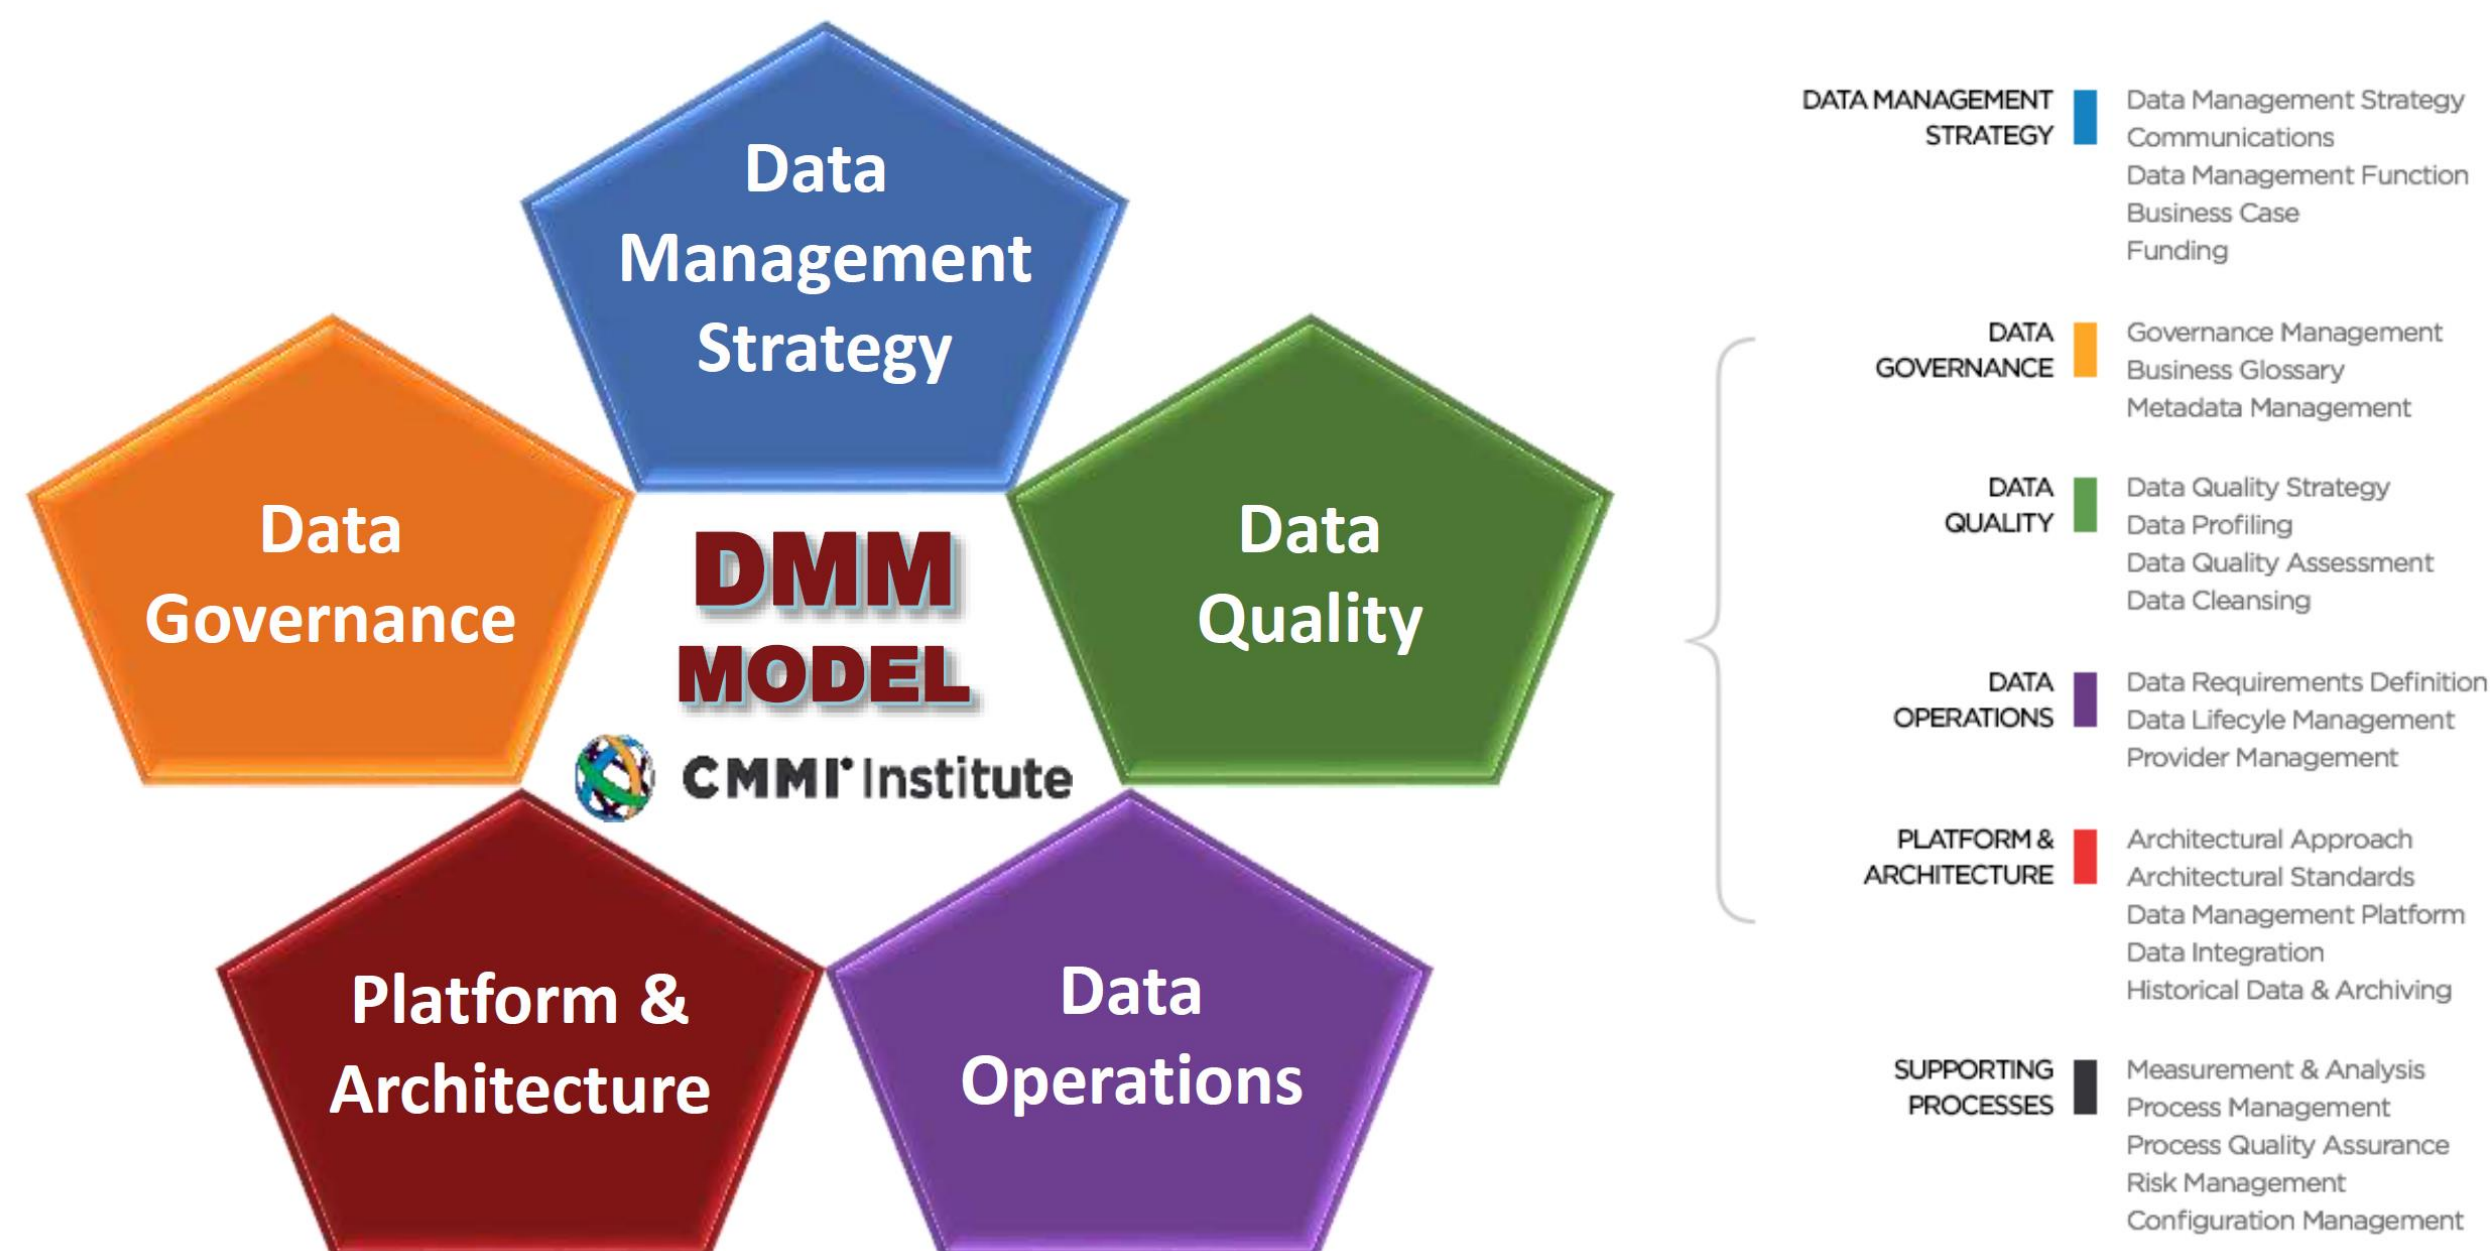 Data
Management
Strategy
Data
Governance
Data
Quality
DMM
MODEL
CMMI® Institute
Platform &
Architecture
Data
Operations
DATA MANAGEMENT
STRATEGY
Data Management Strategy
Communications
Data Management Function
Business Case
Funding
DATA
GOVERNANCE
Governance Management
Business Glossary
Metadata Management
DATA
QUALITY
Data Quality Strategy
Data Profiling
Data Quality Assessment
Data Cleansing
DATA
OPERATIONS
Data Requirements Definition
Data Lifecyle Management
Provider Management
PLATFORM &
ARCHITECTURE
Architectural Approach
Architectural Standards
Data Management Platform
Data Integration
Historical Data & Archiving
SUPPORTING
PROCESSES
Measurement & Analysis
Process Management
Process Quality Assurance
Risk Management
Configuration Management